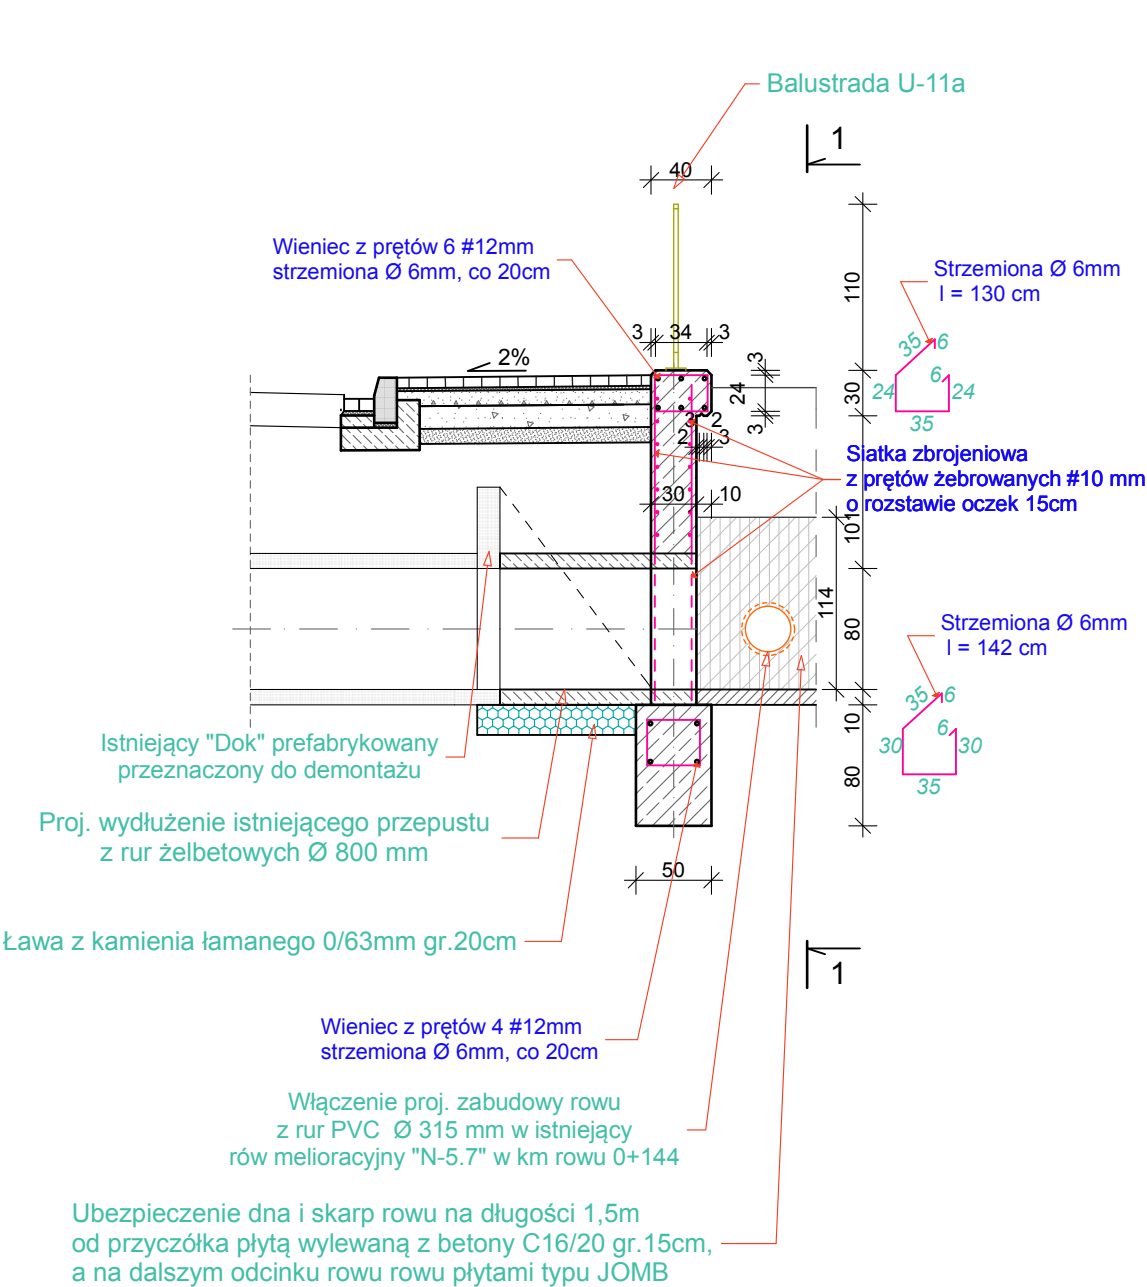 Balustrada U-11a
1
40
Wieniec z prętów 6 #12mm
strzemiona Ø 6mm, co 20cm
110
Strzemiona Ø 6mm
l = 130 cm
3
34
3
35
6
2%
3
24
3
30
24
6
24
35
2
2
3
Siatka zbrojeniowa
z prętów żebrowanych #10 mm
o rozstawie oczek 15cm
30
10
101
114
80
Strzemiona Ø 6mm
l = 142 cm
35
6
6
30
30
35
10
80
Istniejący "Dok" prefabrykowany
przeznaczony do demontażu
Proj. wydłużenie istniejącego przepustu
z rur żelbetowych Ø 800 mm
50
Ława z kamienia łamanego 0/63mm gr.20cm
1
Wieniec z prętów 4 #12mm
strzemiona Ø 6mm, co 20cm
Włączenie proj. zabudowy rowu
z rur PVC Ø 315 mm w istniejący
rów melioracyjny "N-5.7" w km rowu 0+144
Ubezpieczenie dna i skarp rowu na długości 1,5m
od przyczółka płytą wylewaną z betony C16/20 gr.15cm,
a na dalszym odcinku rowu rowu płytami typu JOMB